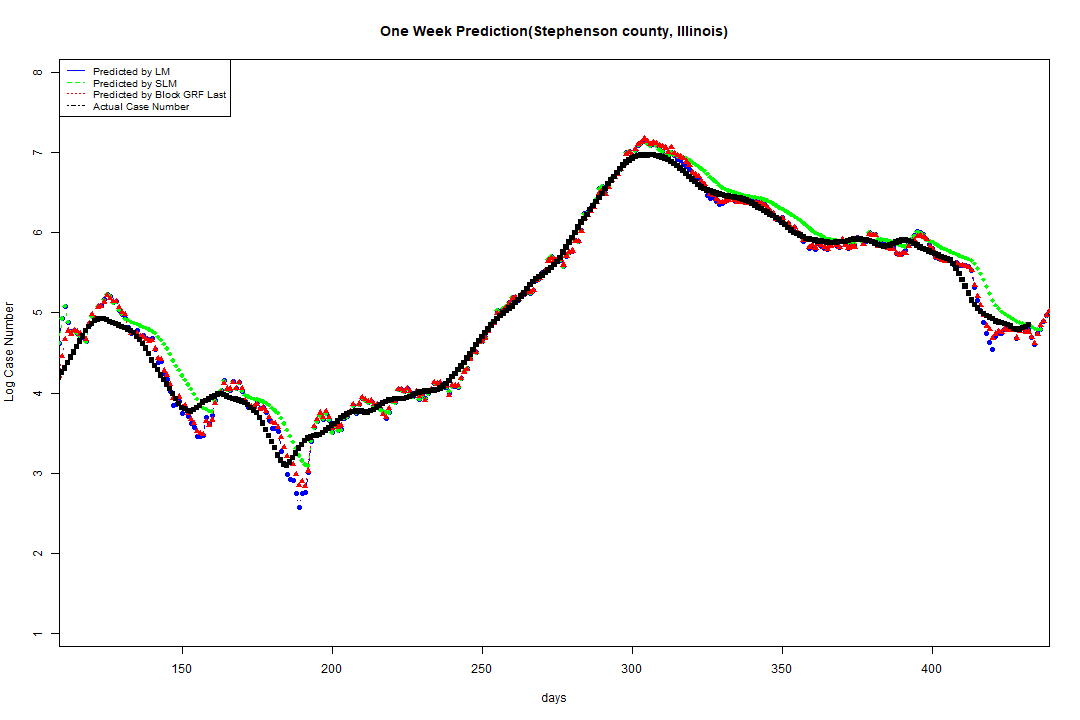 One Week Prediction(Stephenson county, Illinois)
Predicted by LM
Predicted by SLM
Predicted by Block GRF Last
Actual Case Number
8
7
6
5
4
3
2
1
Log Case Number
150 200 250 300 350 400
days